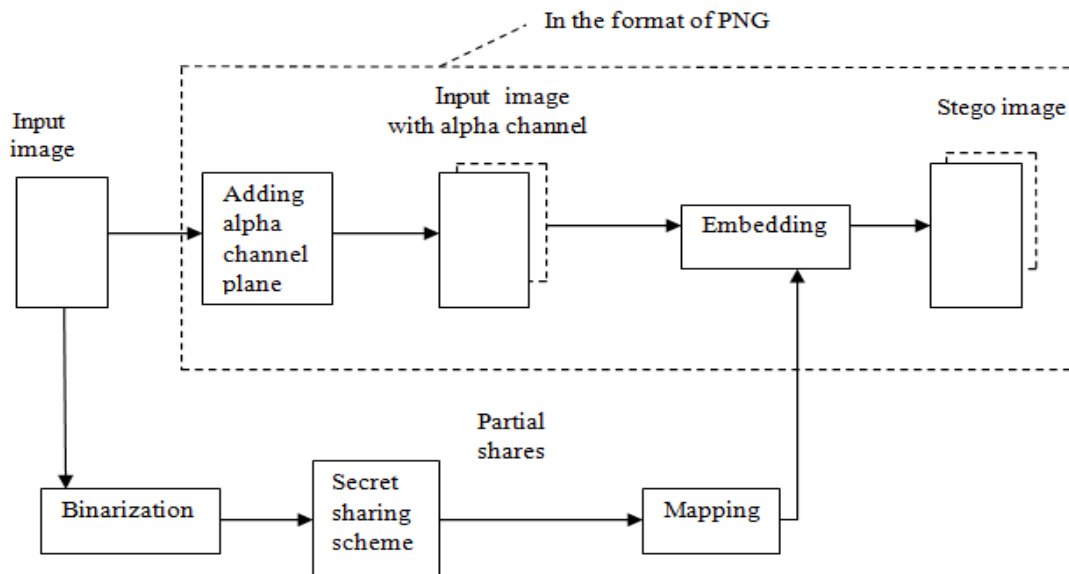 In the format of PNG
Input image
with alpha channel
Stego image
Input
image
Adding
alpha
channel
plane
Embedding
Partial
shares
Binarization
Secret
sharing
scheme
Mapping